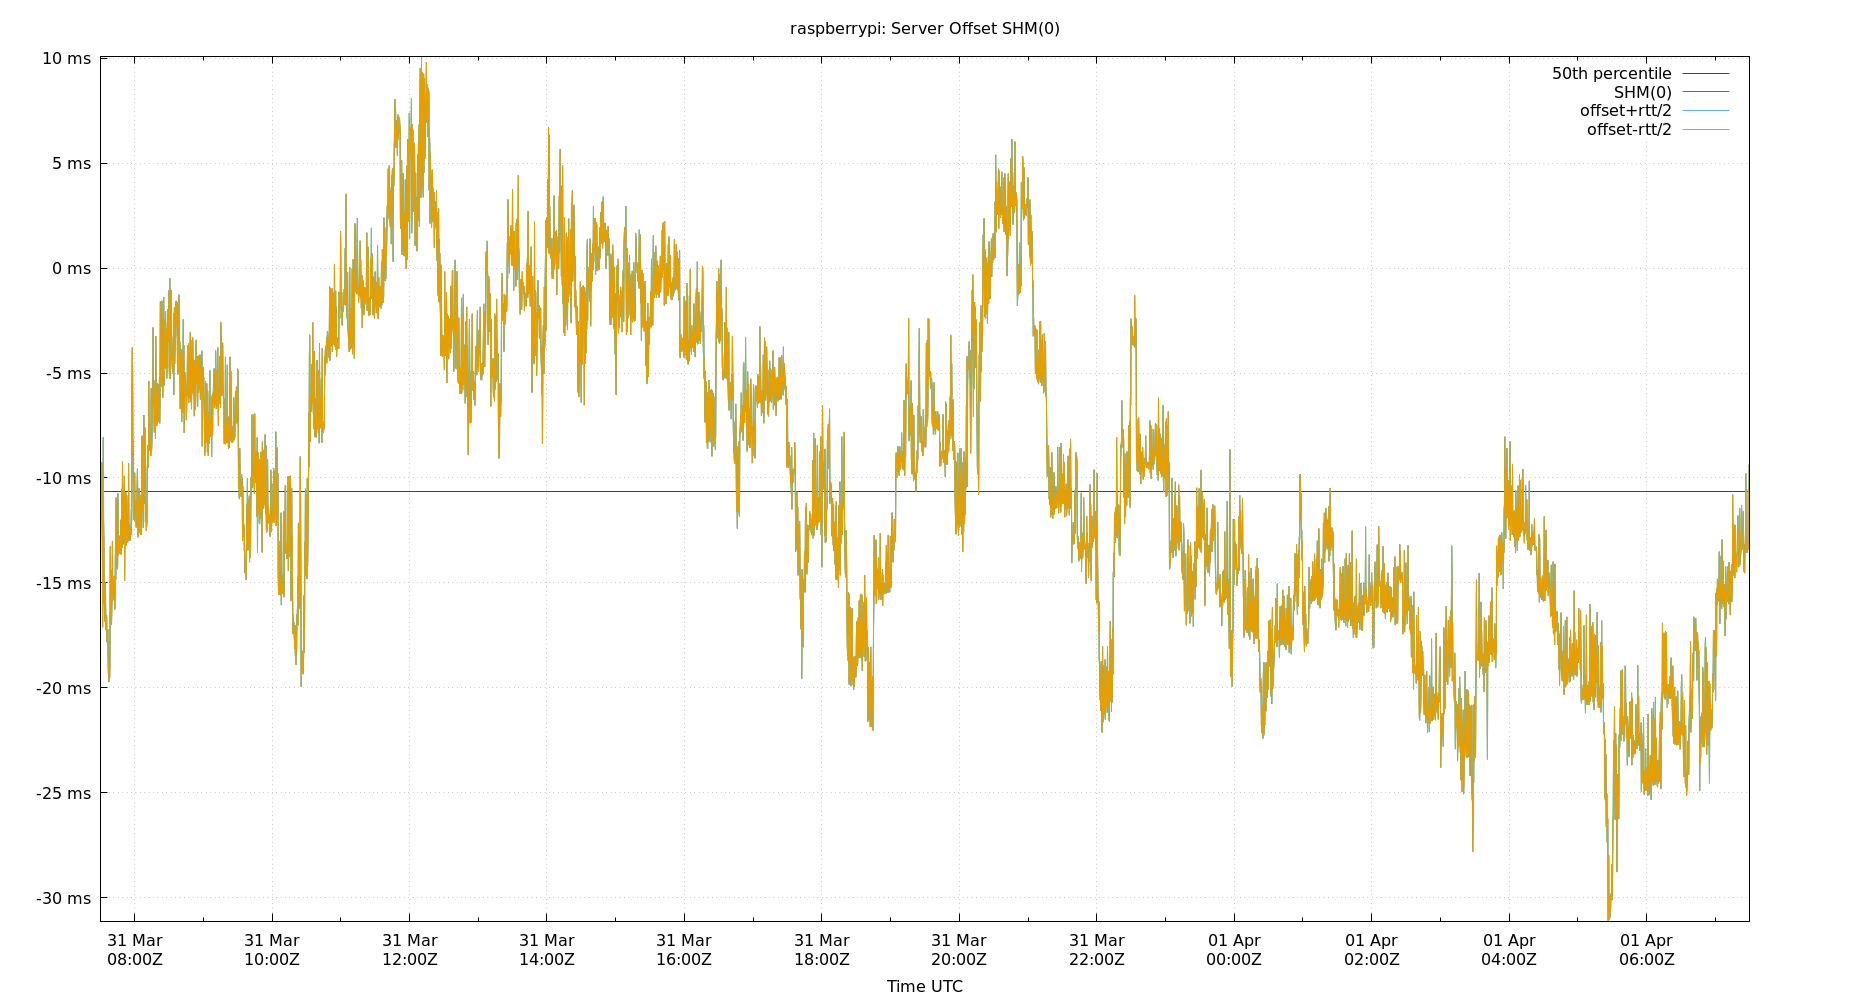 raspberrypi: Server Offset SHM(0)
50th percentile
SHM(0)
offset+rtt/2
offset-rtt/2
10 ms
5 ms
0 ms
-5 ms
-10 ms
-15 ms
-20 ms
-25 ms
-30 ms
31 Mar 31 Mar 31 Mar 31 Mar 31 Mar 31 Mar 31 Mar 31 Mar 01 Apr 01 Apr 01 Apr 01 Apr
08:00Z 10:00Z 12:00Z 14:00Z 16:00Z 18:00Z 20:00Z 22:00Z 00:00Z 02:00Z 04:00Z 06:00Z
Time UTC